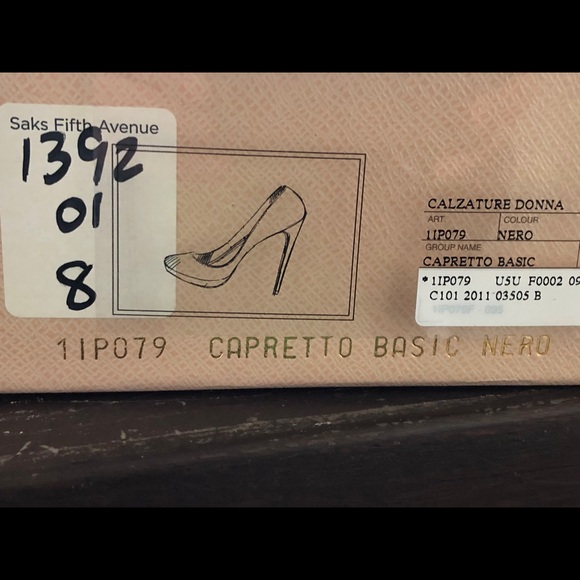 Saks Fifth Avenue
1392
01
8
CALZATURE DONNA
ART. COLOUR
1IP079 NERO
GROUP NAME
CAPRETTO BASIC
*1IP079 U5U F0002 09
C101 2011 03505 B
1IP079 CAPRETTO BASIC NERO